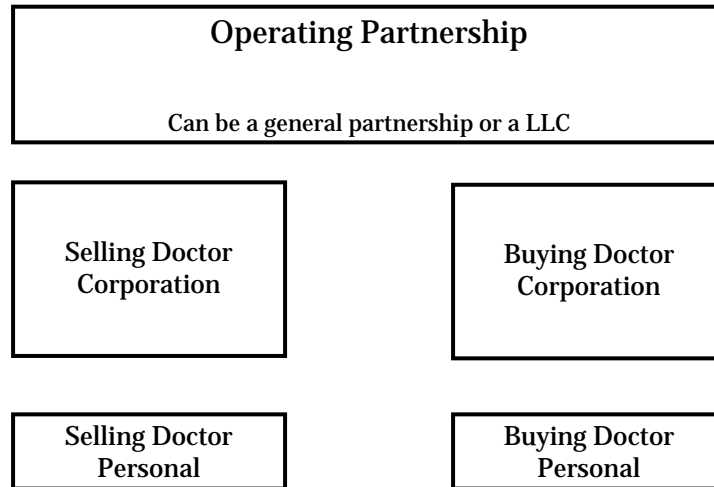 Operating Partnership
Can be a general partnership or a LLC
Selling Doctor
Corporation
Buying Doctor
Corporation
Selling Doctor
Personal
Buying Doctor
Personal